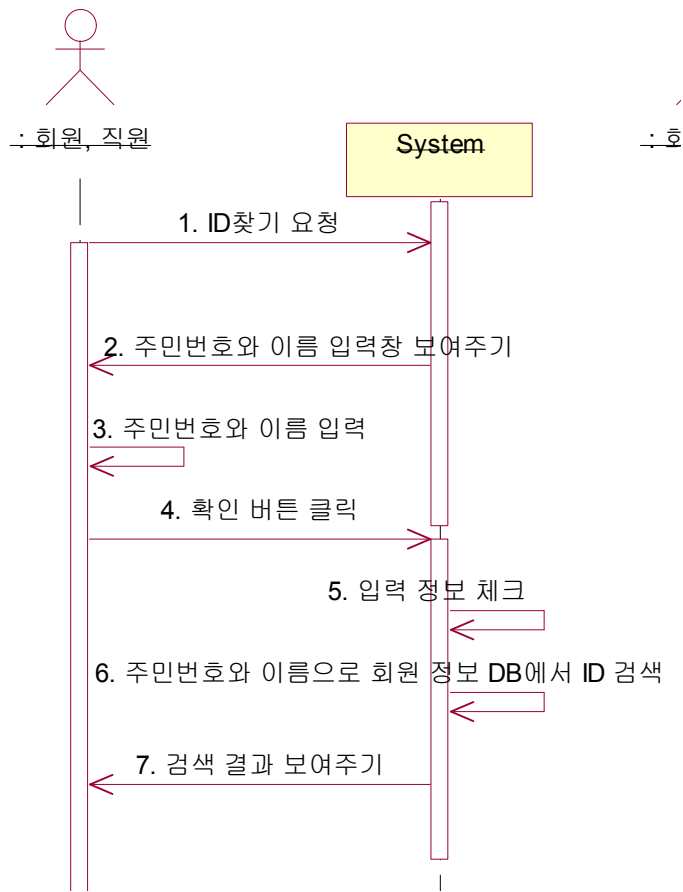 : 회원, 직원
System
: 회
1. ID찾기 요청
2. 주민번호와 이름 입력창 보여주기
3. 주민번호와 이름 입력
4. 확인 버튼 클릭
5. 입력 정보 체크
6. 주민번호와 이름으로 회원 정보 DB에서 ID 검색
7. 검색 결과 보여주기